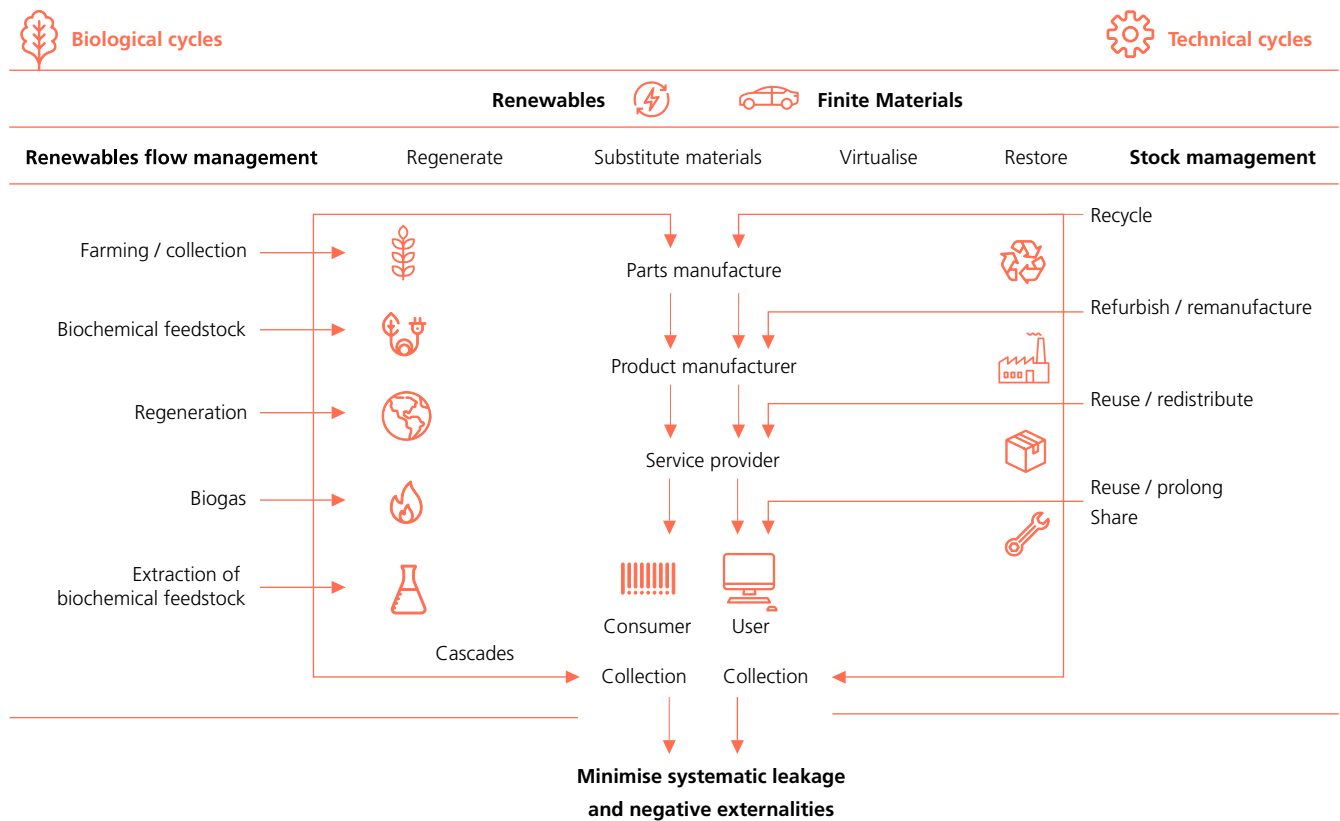 Biological cycles
Technical cycles
Renewables
Finite Materials
Renewables flow management
Regenerate
Substitute materials
Virtualise
Restore
Stock mamagement
Farming / collection
Biochemical feedstock
Regeneration
Biogas
Extraction of
biochemical feedstock
Cascades
Parts manufacture
Product manufacturer
Service provider
Consumer
User
Collection
Collection
Recycle
Refurbish / remanufacture
Reuse / redistribute
Reuse / prolong
Share
Minimise systematic leakage
and negative externalities